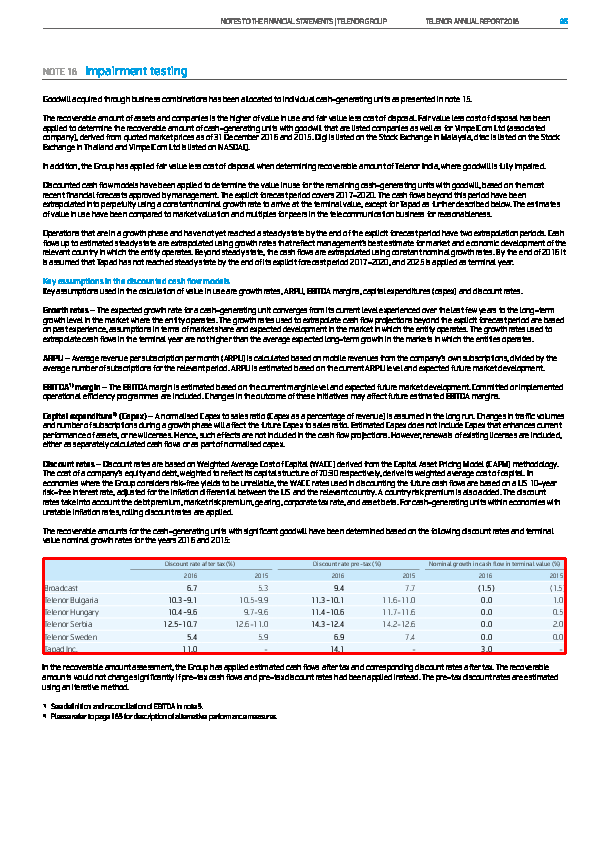 NOTES TO THE FINANCIAL STATEMENTS | TELENOR GROUP TELENOR ANNUAL REPORT 2016 85
NOTE 16 Impairment testing
Goodwill acquired through business combinations has been allocated to individual cash-generating units as presented in note 15.
The recoverable amount of assets and companies is the higher of value in use and fair value less cost of disposal. Fair value less cost of disposal has been
applied to determine the recoverable amount of cash-generating units with goodwill that are listed companies as well as for VimpelCom Ltd (associated
company), derived from quoted market prices as of 31 December 2016 and 2015. Digi is listed on the Stock Exchange in Malaysia, dtac is listed on the Stock
Exchange in Thailand and VimpelCom Ltd is listed on NASDAQ.
In addition, the Group has applied fair value less cost of disposal when determining recoverable amount of Telenor India, where goodwill is fully impaired.
Discounted cash flow models have been applied to determine the value in use for the remaining cash-generating units with goodwill, based on the most
recent financial forecasts approved by management. The explicit forecast period covers 2017-2020. The cash flows beyond this period have been
extrapolated into perpetuity using a constant nominal growth rate to arrive at the terminal value, except for Tapad as further described below. The estimates
of value in use have been compared to market valuation and multiples for peers in the telecommunication business for reasonableness.
Operations that are in a growth phase and have not yet reached a steady state by the end of the explicit forecast period have two extrapolation periods. Cash
flows up to estimated steady state are extrapolated using growth rates that reflect management's best estimate for market and economic development of the
relevant country in which the entity operates. Beyond steady state, the cash flows are extrapolated using constant nominal growth rates. By the end of 2016 it
is assumed that Tapad has not reached steady state by the end of its explicit forecast period 2017-2020, and 2025 is applied as terminal year.
Key assumptions in the discounted cash flow models
Key assumptions used in the calculation of value in use are growth rates, ARPU, EBITDA margins, capital expenditures (capex) and discount rates.
Growth rates – The expected growth rate for a cash-generating unit converges from its current level experienced over the last few years to the long-term
growth level in the market where the entity operates. The growth rates used to extrapolate cash flow projections beyond the explicit forecast period are based
on past experience, assumptions in terms of market share and expected development in the market in which the entity operates. The growth rates used to
extrapolate cash flows in the terminal year are not higher than the average expected long-term growth in the markets in which the entities operates.
ARPU – Average revenue per subscription per month (ARPU) is calculated based on mobile revenues from the company's own subscriptions, divided by the
average number of subscriptions for the relevant period. ARPU is estimated based on the current ARPU level and expected future market development.
EBITDA¹⁾ margin – The EBITDA margin is estimated based on the current margin level and expected future market development. Committed or implemented
operational efficiency programmes are included. Changes in the outcome of these initiatives may affect future estimated EBITDA margins.
Capital expenditure²⁾ (Capex) – A normalised Capex to sales ratio (Capex as a percentage of revenue) is assumed in the long run. Changes in traffic volumes
and number of subscriptions during a growth phase will affect the future Capex to sales ratio. Estimated Capex does not include Capex that enhances current
performance of assets, or new licenses. Hence, such effects are not included in the cash flow projections. However, renewals of existing licenses are included,
either as separately calculated cash flows or as part of normalised capex.
Discount rates – Discount rates are based on Weighted Average Cost of Capital (WACC) derived from the Capital Asset Pricing Model (CAPM) methodology.
The cost of a company's equity and debt, weighted to reflect its capital structure of 70:30 respectively, derive its weighted average cost of capital. In
economies where the Group considers risk-free yields to be unreliable, the WACC rates used in discounting the future cash flows are based on a US 10-year
risk-free interest rate, adjusted for the inflation differential between the US and the relevant country. A country risk premium is also added. The discount
rates take into account the debt premium, market risk premium, gearing, corporate tax rate, and asset beta. For cash-generating units within economies with
unstable inflation rates, rolling discount rates are applied.
The recoverable amounts for the cash-generating units with significant goodwill have been determined based on the following discount rates and terminal
value nominal growth rates for the years 2016 and 2015:
Discount rate after tax (%) Discount rate pre-tax (%) Nominal growth in cash flow in terminal value (%)
2016 2015 2016 2015 2016 2015
Broadcast 6.7 5.3 9.4 7.7 (1.5) (1.5
Telenor Bulgaria 10.3-9.1 10.5-9.9 11.3-10.1 11.6-11.0 0.0 1.0
Telenor Hungary 10.4-9.6 9.7-9.6 11.4-10.6 11.7-11.6 0.0 0.5
Telenor Serbia 12.5-10.7 12.6-11.0 14.3-12.4 14.2-12.6 0.0 2.0
Telenor Sweden 5.4 5.9 6.9 7.4 0.0 0.0
Tapad Inc. 11.0 - 14.1 - 3.0 -
In the recoverable amount assessment, the Group has applied estimated cash flows after tax and corresponding discount rates after tax. The recoverable
amounts would not change significantly if pre-tax cash flows and pre-tax discount rates had been applied instead. The pre-tax discount rates are estimated
using an iterative method.
¹⁾ See definition and reconciliation of EBITDA in note 5.
²⁾ Please refer to page 165 for description of alternative performance measures.